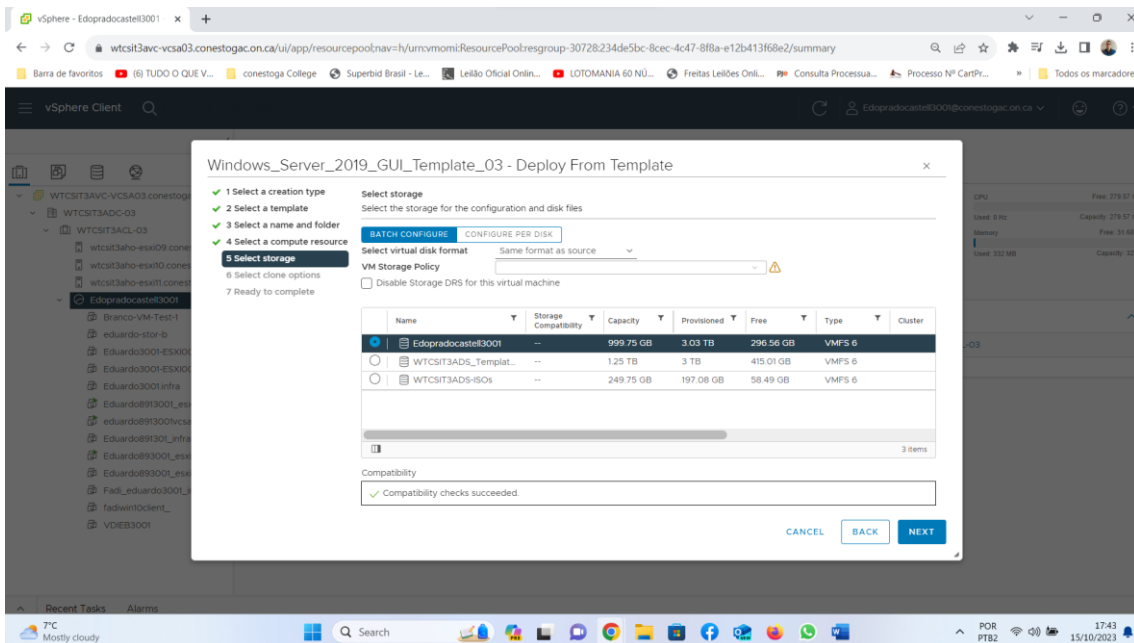 vSphere - Edopradocastell3001
wtcsit3avc-vcsa03.conestogac.on.ca/ui/app/resourcepool;nav=h/urn:vmomi:ResourcePool:resgroup-30728:234de5bc-8cec-4c47-8f8a-e12b413f68e2/summary
Barra de favoritos (6) TUDO O QUE V... conestoga College Superbid Brasil - Le... Leilão Oficial Onlin... LOTOMANIA 60 NÚ... Freitas Leilões Onli... Consulta Processua... Processo Nº CartPr... » Todos os marcadore
vSphere Client Edopradocastell3001@conestogac.on.ca
Windows_Server_2019_GUI_Template_03 - Deploy From Template
WTCSIT3AVC-VCSA03.conestoga
WTCSIT3ADC-03
WTCSIT3ACL-03
wtcsit3aho-esxi09.cones
wtcsit3aho-esxi10.cones
wtcsit3aho-esxi11.conest
Edopradocastell3001
Branco-VM-Test-1
eduardo-stor-b
Eduardo3001-ESXI00
Eduardo3001-ESXI00
Eduardo3001.infra
Eduardo8913001_esx
eduardo8913001vcsa
Eduardo891301_infra
Eduardo893001_esxi
Eduardo893001_esxi
Fadi_eduardo3001_i
fadiwin10client_
VDIEB3001
1 Select a creation type
2 Select a template
3 Select a name and folder
4 Select a compute resource
5 Select storage
6 Select clone options
7 Ready to complete
Select storage
Select the storage for the configuration and disk files
BATCH CONFIGURE CONFIGURE PER DISK
Select virtual disk format Same format as source
VM Storage Policy
Disable Storage DRS for this virtual machine
Name Storage Compatibility Capacity Provisioned Free Type Cluster
Edopradocastell3001 -- 999.75 GB 3.03 TB 296.56 GB VMFS 6
WTCSIT3ADS_Templat... -- 1.25 TB 3 TB 415.01 GB VMFS 6
WTCSIT3ADS-ISOs -- 249.75 GB 197.08 GB 58.49 GB VMFS 6
3 items
Compatibility
Compatibility checks succeeded.
CANCEL BACK NEXT
CPU Free: 279.57
Used: 0 Hz Capacity: 279.57
Memory
Used: 332 MB Capacity: 32
-03
Recent Tasks Alarms
7°C
Mostly cloudy
Search
POR
PTB2
17:43
15/10/2023